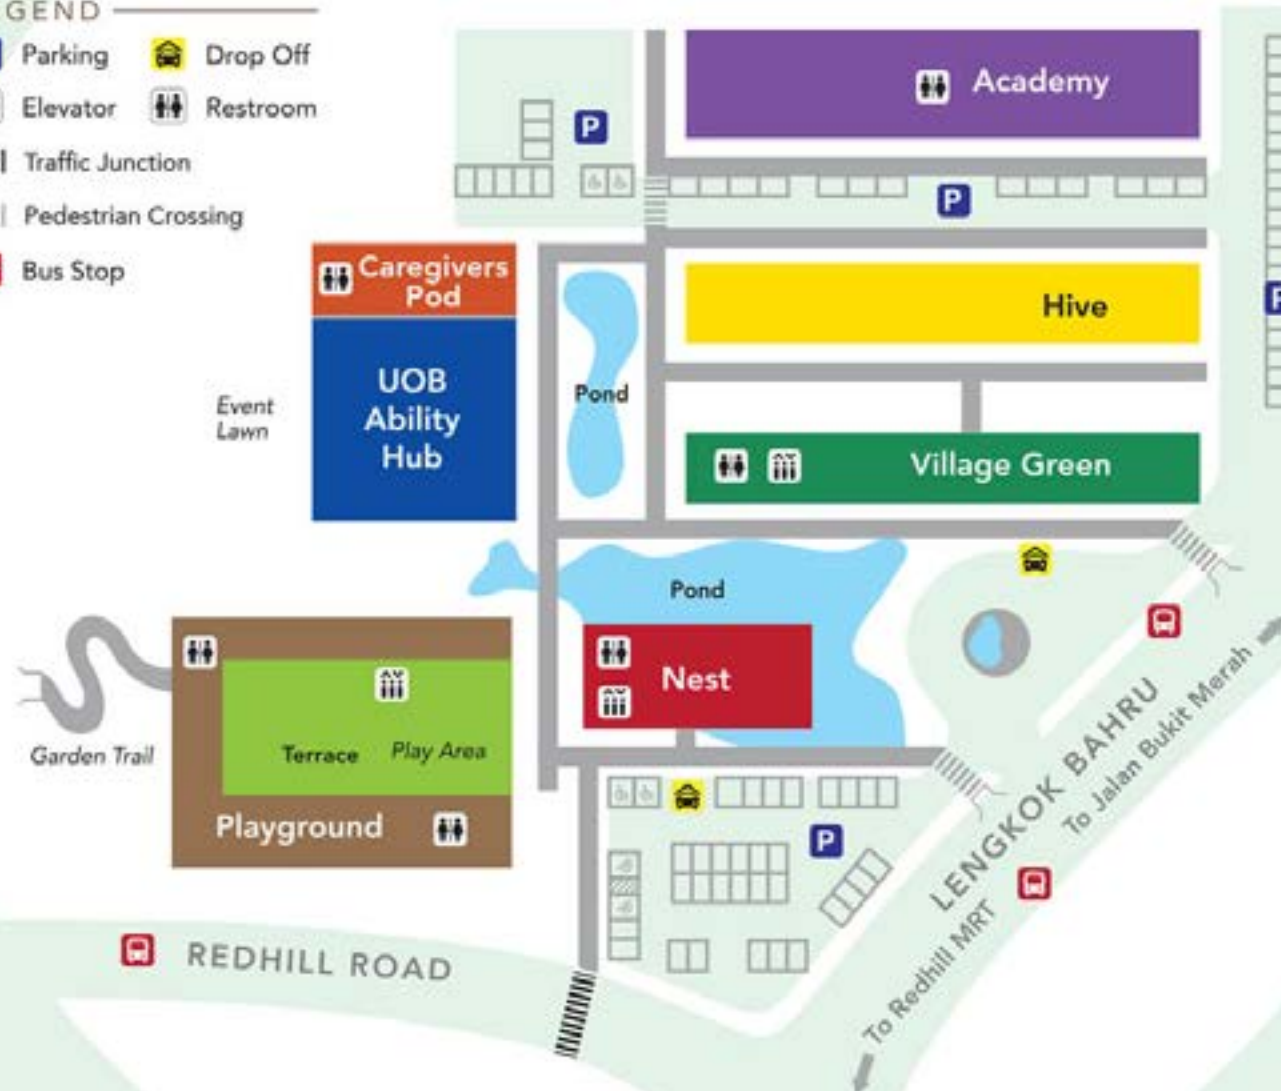 GEND
Parking
Drop Off
Elevator
Restroom
Traffic Junction
Pedestrian Crossing
Bus Stop
P
Academy
P
Caregivers
Pod
Hive
P
UOB
Ability
Hub
Event
Lawn
Pond
Village Green
Pond
Nest
Garden Trail
Terrace
Play Area
Playground
P
LENGKOK BAHRU
To Jalan Bukit Merah
To Redhill MRT
REDHILL ROAD